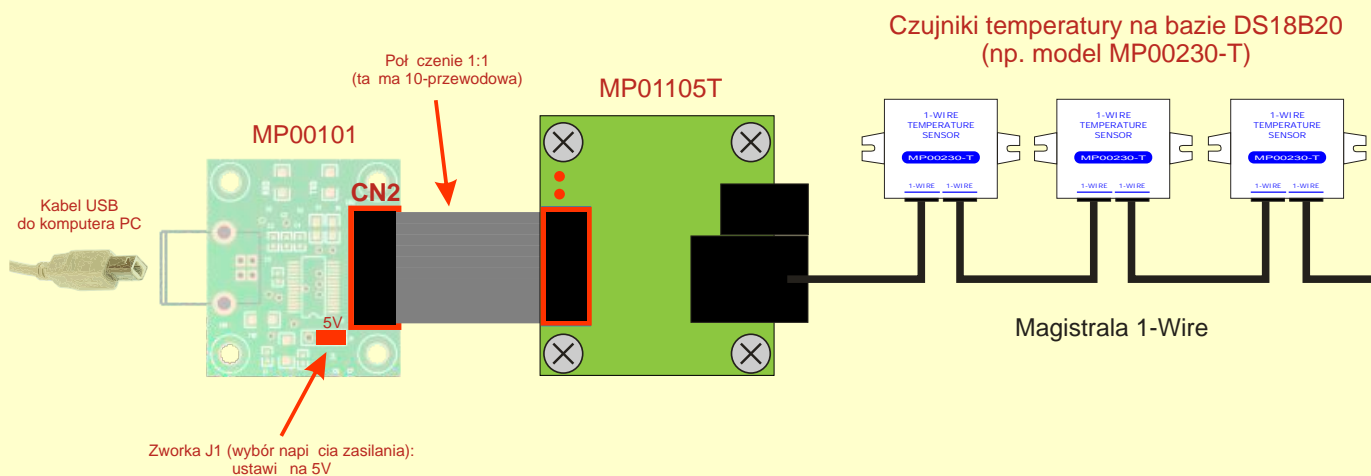 Czujniki temperatury na bazie DS18B20
(np. model MP00230-T)
Poł czenie 1:1
(ta ma 10-przewodowa)
MP01105T
MP00101
CN2
Kabel USB
do komputera PC
5V
Zworka J1 (wybór napi cia zasilania):
ustawi na 5V
1-WIRE
TEMPERATURE
SENSOR
MP00230-T
1-WIRE 1-WIRE
1-WIRE
TEMPERATURE
SENSOR
MP00230-T
1-WIRE 1-WIRE
1-WIRE
TEMPERATURE
SENSOR
MP00230-T
1-WIRE 1-WIRE
Magistrala 1-Wire